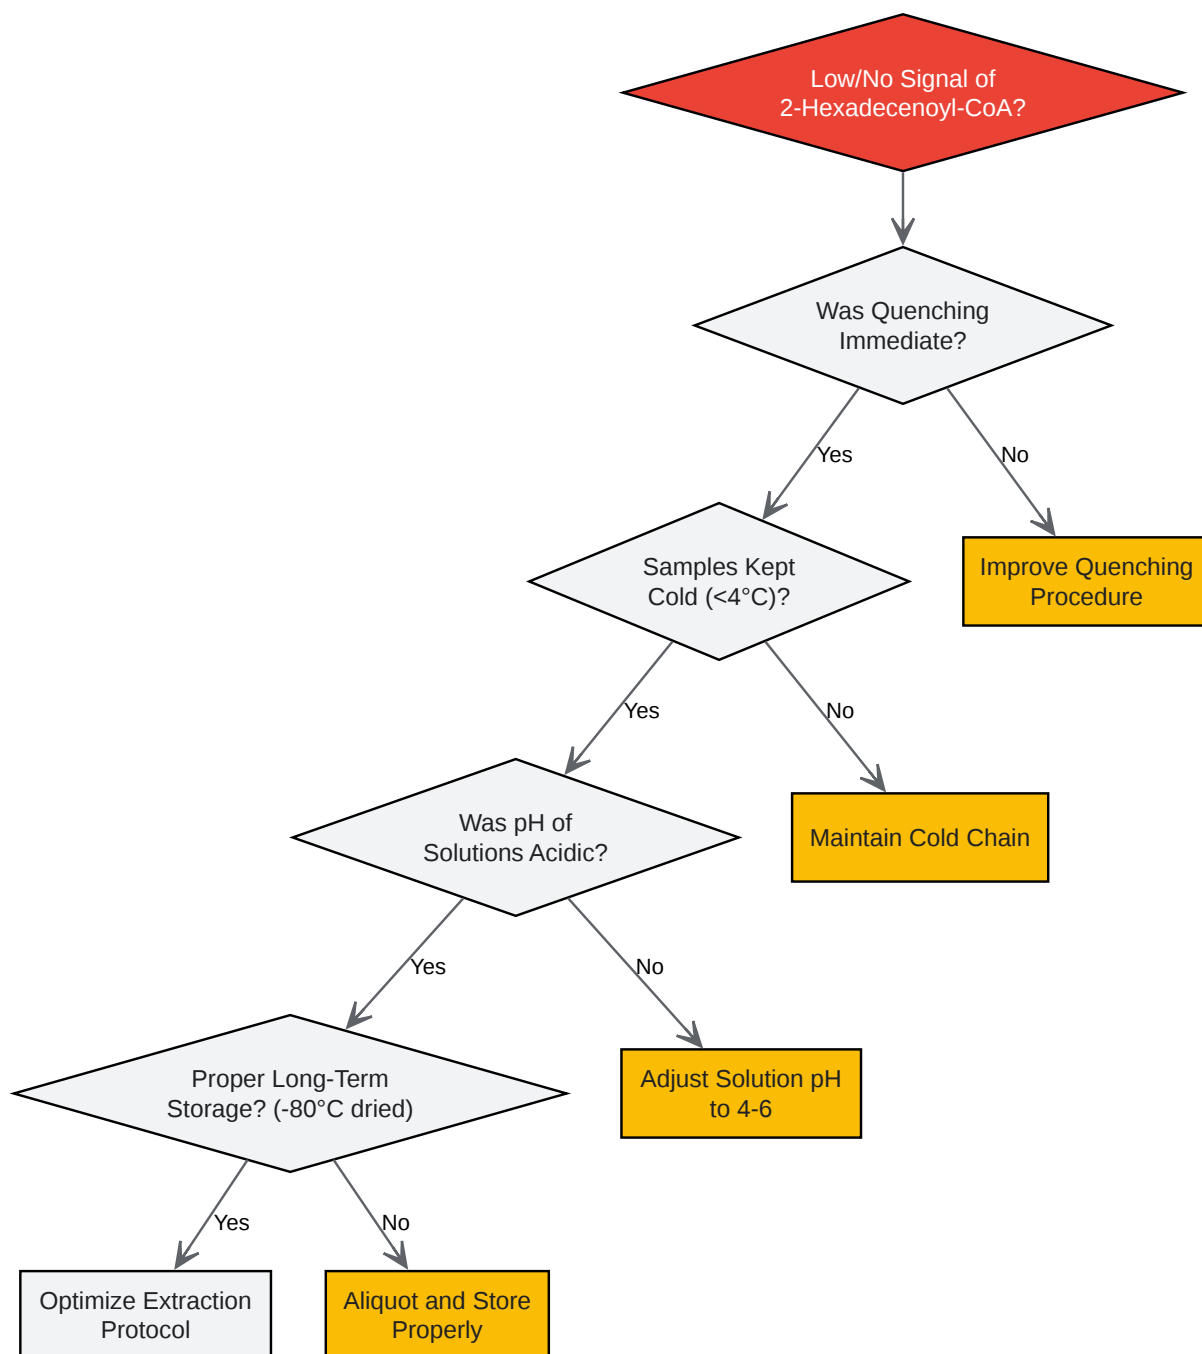 Low/No Signal of
2-Hexadecenoyl-CoA?
Was Quenching
Immediate?
Yes
No
Samples Kept
Cold (<4°C)?
Improve Quenching
Procedure
Yes
No
Was pH of
Solutions Acidic?
Maintain Cold Chain
Yes
No
Proper Long-Term
Storage? (-80°C dried)
Adjust Solution pH
to 4-6
Yes
No
Optimize Extraction
Protocol
Aliquot and Store
Properly